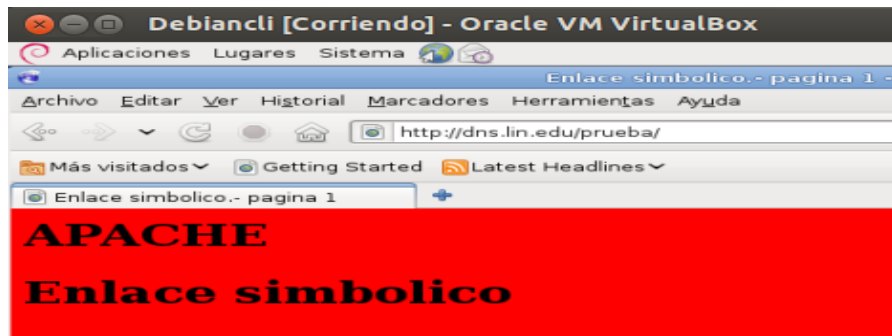 Debiancli [Corriendo] - Oracle VM VirtualBox
Aplicaciones Lugares Sistema
Enlace simbolico.- pagina 1 -
Archivo Editar Ver Historial Marcadores Herramientas Ayuda
http://dns.lin.edu/prueba/
Más visitados Getting Started Latest Headlines
Enlace simbolico.- pagina 1
APACHE
Enlace simbolico